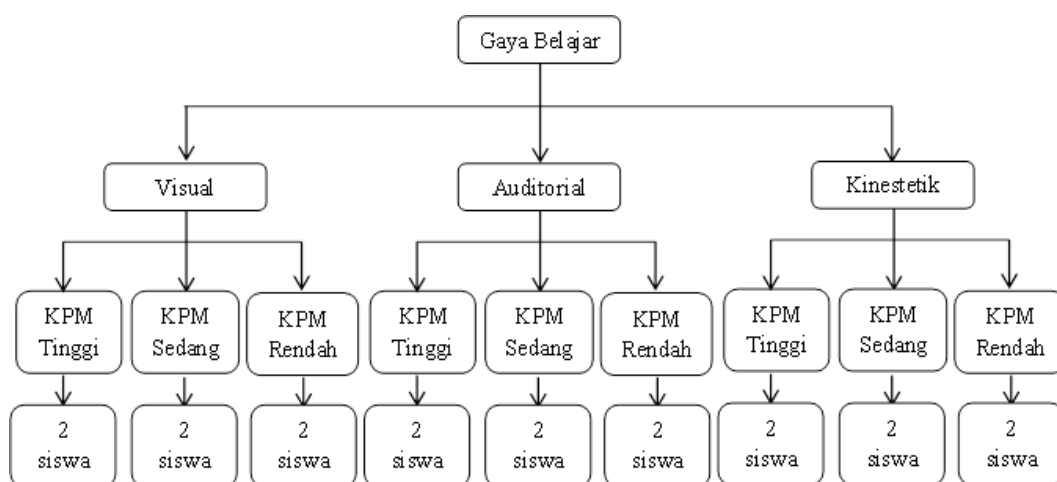 Gaya Belajar
Visual
Auditorial
Kinestetik
KPM
Tinggi
KPM
Sedang
KPM
Rendah
KPM
Tinggi
KPM
Sedang
KPM
Rendah
KPM
Tinggi
KPM
Sedang
KPM
Rendah
2
siswa
2
siswa
2
siswa
2
siswa
2
siswa
2
siswa
2
siswa
2
siswa
2
siswa